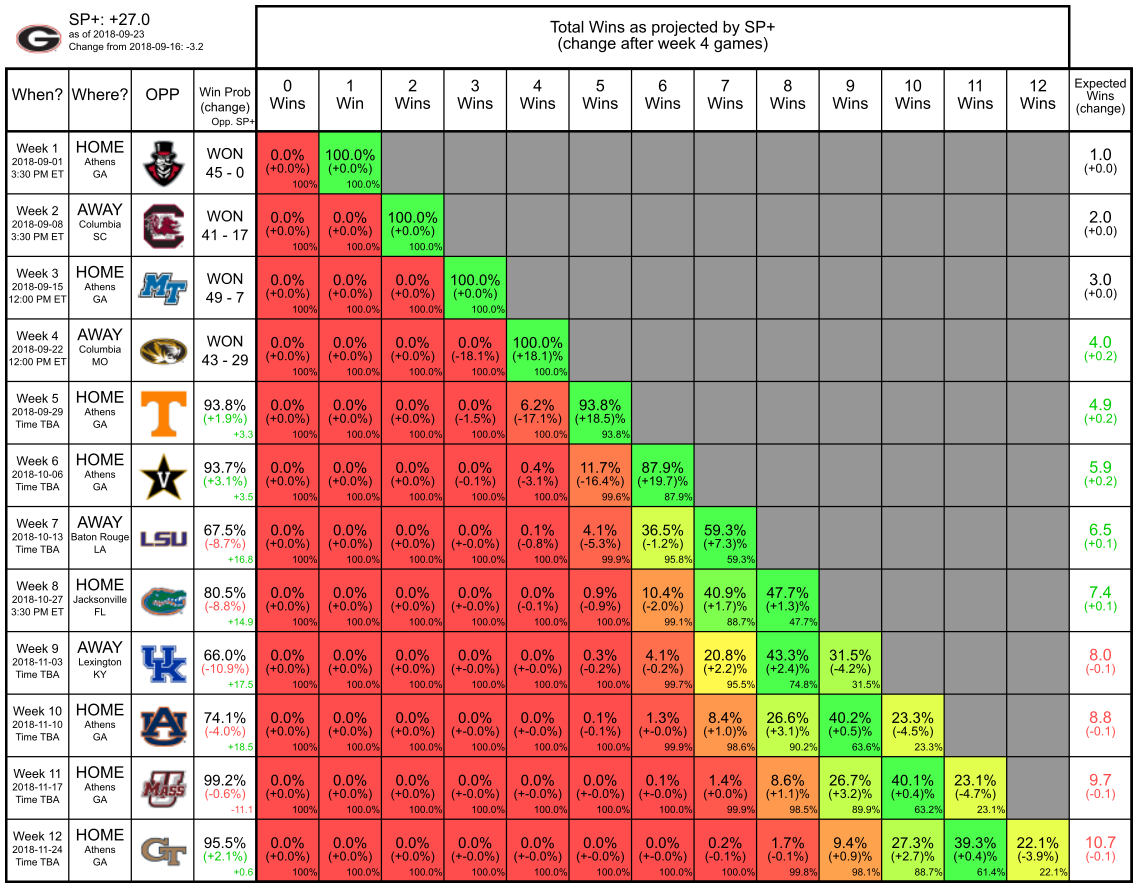 SP+: +27.0
as of 2018-09-23
Change from 2018-09-16: -3.2
Total Wins as projected by SP+
(change after week 4 games)
When? Where? OPP Win Prob (change) Opp. SP+ 0 Wins 1 Win 2 Wins 3 Wins 4 Wins 5 Wins 6 Wins 7 Wins 8 Wins 9 Wins 10 Wins 11 Wins 12 Wins Expected Wins (change)
Week 1 HOME WON 0.0% 100.0% 1.0
2018-09-01 Athens (+0.0%) (+0.0%) (+0.0)
3:30 PM ET GA 45 - 0 100% 100.0%
Week 2 AWAY WON 0.0% 0.0% 100.0% 2.0
2018-09-08 Columbia (+0.0%) (+0.0%) (+0.0%) (+0.0)
3:30 PM ET SC 41 - 17 100% 100.0% 100.0%
Week 3 HOME MT WON 0.0% 0.0% 0.0% 100.0% 3.0
2018-09-15 Athens (+0.0%) (+0.0%) (+0.0%) (+0.0%) (+0.0)
12:00 PM ET GA 49 - 7 100% 100.0% 100.0% 100.0%
Week 4 AWAY WON 0.0% 0.0% 0.0% 0.0% 100.0% 4.0
2018-09-22 Columbia (+0.0%) (+0.0%) (+0.0%) (-18.1%) (+18.1)% (+0.2)
12:00 PM ET MO 43 - 29 100% 100.0% 100.0% 100.0% 100.0%
Week 5 HOME T 93.8% 0.0% 0.0% 0.0% 0.0% 6.2% 93.8% 4.9
2018-09-29 Athens (+1.9%) (+0.0%) (+0.0%) (+0.0%) (-1.5%) (-17.1%) (+18.5)% (+0.2)
Time TBA GA +3.3 100% 100.0% 100.0% 100.0% 100.0% 93.8%
Week 6 HOME V 93.7% 0.0% 0.0% 0.0% 0.0% 0.4% 11.7% 87.9% 5.9
2018-10-06 Athens (+3.1%) (+0.0%) (+0.0%) (+0.0%) (-0.1%) (-3.1%) (-16.4%) (+19.7)% (+0.2)
Time TBA GA +3.5 100% 100.0% 100.0% 100.0% 100.0% 99.6% 87.9%
Week 7 AWAY LSU 67.5% 0.0% 0.0% 0.0% 0.0% 0.1% 4.1% 36.5% 59.3% 6.5
2018-10-13 Baton Rouge (-8.7%) (+0.0%) (+0.0%) (+0.0%) (+-0.0%) (-0.8%) (-5.3%) (-1.2%) (+7.3)% (+0.1)
Time TBA LA +16.8 100% 100.0% 100.0% 100.0% 100.0% 99.9% 95.8% 59.3%
Week 8 HOME Gators 80.5% 0.0% 0.0% 0.0% 0.0% 0.0% 0.9% 10.4% 40.9% 47.7% 7.4
2018-10-27 Jacksonville (-8.8%) (+0.0%) (+0.0%) (+0.0%) (+-0.0%) (-0.1%) (-0.9%) (-2.0%) (+1.7)% (+1.3)% (+0.1)
3:30 PM ET FL +14.9 100% 100.0% 100.0% 100.0% 100.0% 100.0% 99.1% 88.7% 47.7%
Week 9 AWAY UK 66.0% 0.0% 0.0% 0.0% 0.0% 0.0% 0.3% 4.1% 20.8% 43.3% 31.5% 8.0
2018-11-03 Lexington (-10.9%) (+0.0%) (+0.0%) (+0.0%) (+-0.0%) (+-0.0%) (-0.2%) (-0.2%) (+2.2)% (+2.4)% (-4.2%) (-0.1)
Time TBA KY +17.5 100% 100.0% 100.0% 100.0% 100.0% 100.0% 99.7% 95.5% 74.8% 31.5%
Week 10 HOME AU 74.1% 0.0% 0.0% 0.0% 0.0% 0.0% 0.1% 1.3% 8.4% 26.6% 40.2% 23.3% 8.8
2018-11-10 Athens (-4.0%) (+0.0%) (+0.0%) (+0.0%) (+-0.0%) (+-0.0%) (-0.1%) (+-0.0%) (+1.0)% (+3.1)% (+0.5)% (-4.5%) (-0.1)
Time TBA GA +18.5 100% 100.0% 100.0% 100.0% 100.0% 100.0% 99.9% 98.6% 90.2% 63.6% 23.3%
Week 11 HOME UMASS 99.2% 0.0% 0.0% 0.0% 0.0% 0.0% 0.0% 0.1% 1.4% 8.6% 26.7% 40.1% 23.1% 9.7
2018-11-17 Athens (-0.6%) (+0.0%) (+0.0%) (+0.0%) (+-0.0%) (+-0.0%) (+-0.0%) (+-0.0%) (+0.0%) (+1.1)% (+3.2)% (+0.4)% (-4.7%) (-0.1)
Time TBA GA -11.1 100% 100.0% 100.0% 100.0% 100.0% 100.0% 100.0% 99.9% 98.5% 89.9% 63.2% 23.1%
Week 12 HOME GT 95.5% 0.0% 0.0% 0.0% 0.0% 0.0% 0.0% 0.0% 0.2% 1.7% 9.4% 27.3% 39.3% 22.1% 10.7
2018-11-24 Athens (+2.1%) (+0.0%) (+0.0%) (+0.0%) (+0.0%) (+-0.0%) (+-0.0%) (+-0.0%) (-0.1%) (-0.1%) (+0.9)% (+2.7)% (+0.4)% (-3.9%) (-0.1)
Time TBA GA +0.6 100% 100.0% 100.0% 100.0% 100.0% 100.0% 100.0% 100.0% 99.8% 98.1% 88.7% 61.4% 22.1%